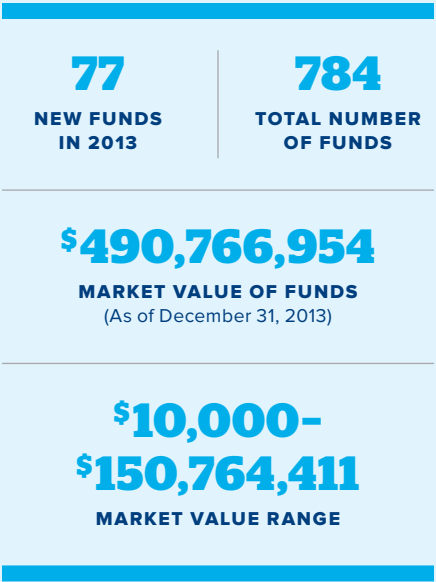 77
NEW FUNDS
IN 2013
784
TOTAL NUMBER
OF FUNDS
$490,766,954
MARKET VALUE OF FUNDS
(As of December 31, 2013)
$10,000–
$150,764,411
MARKET VALUE RANGE